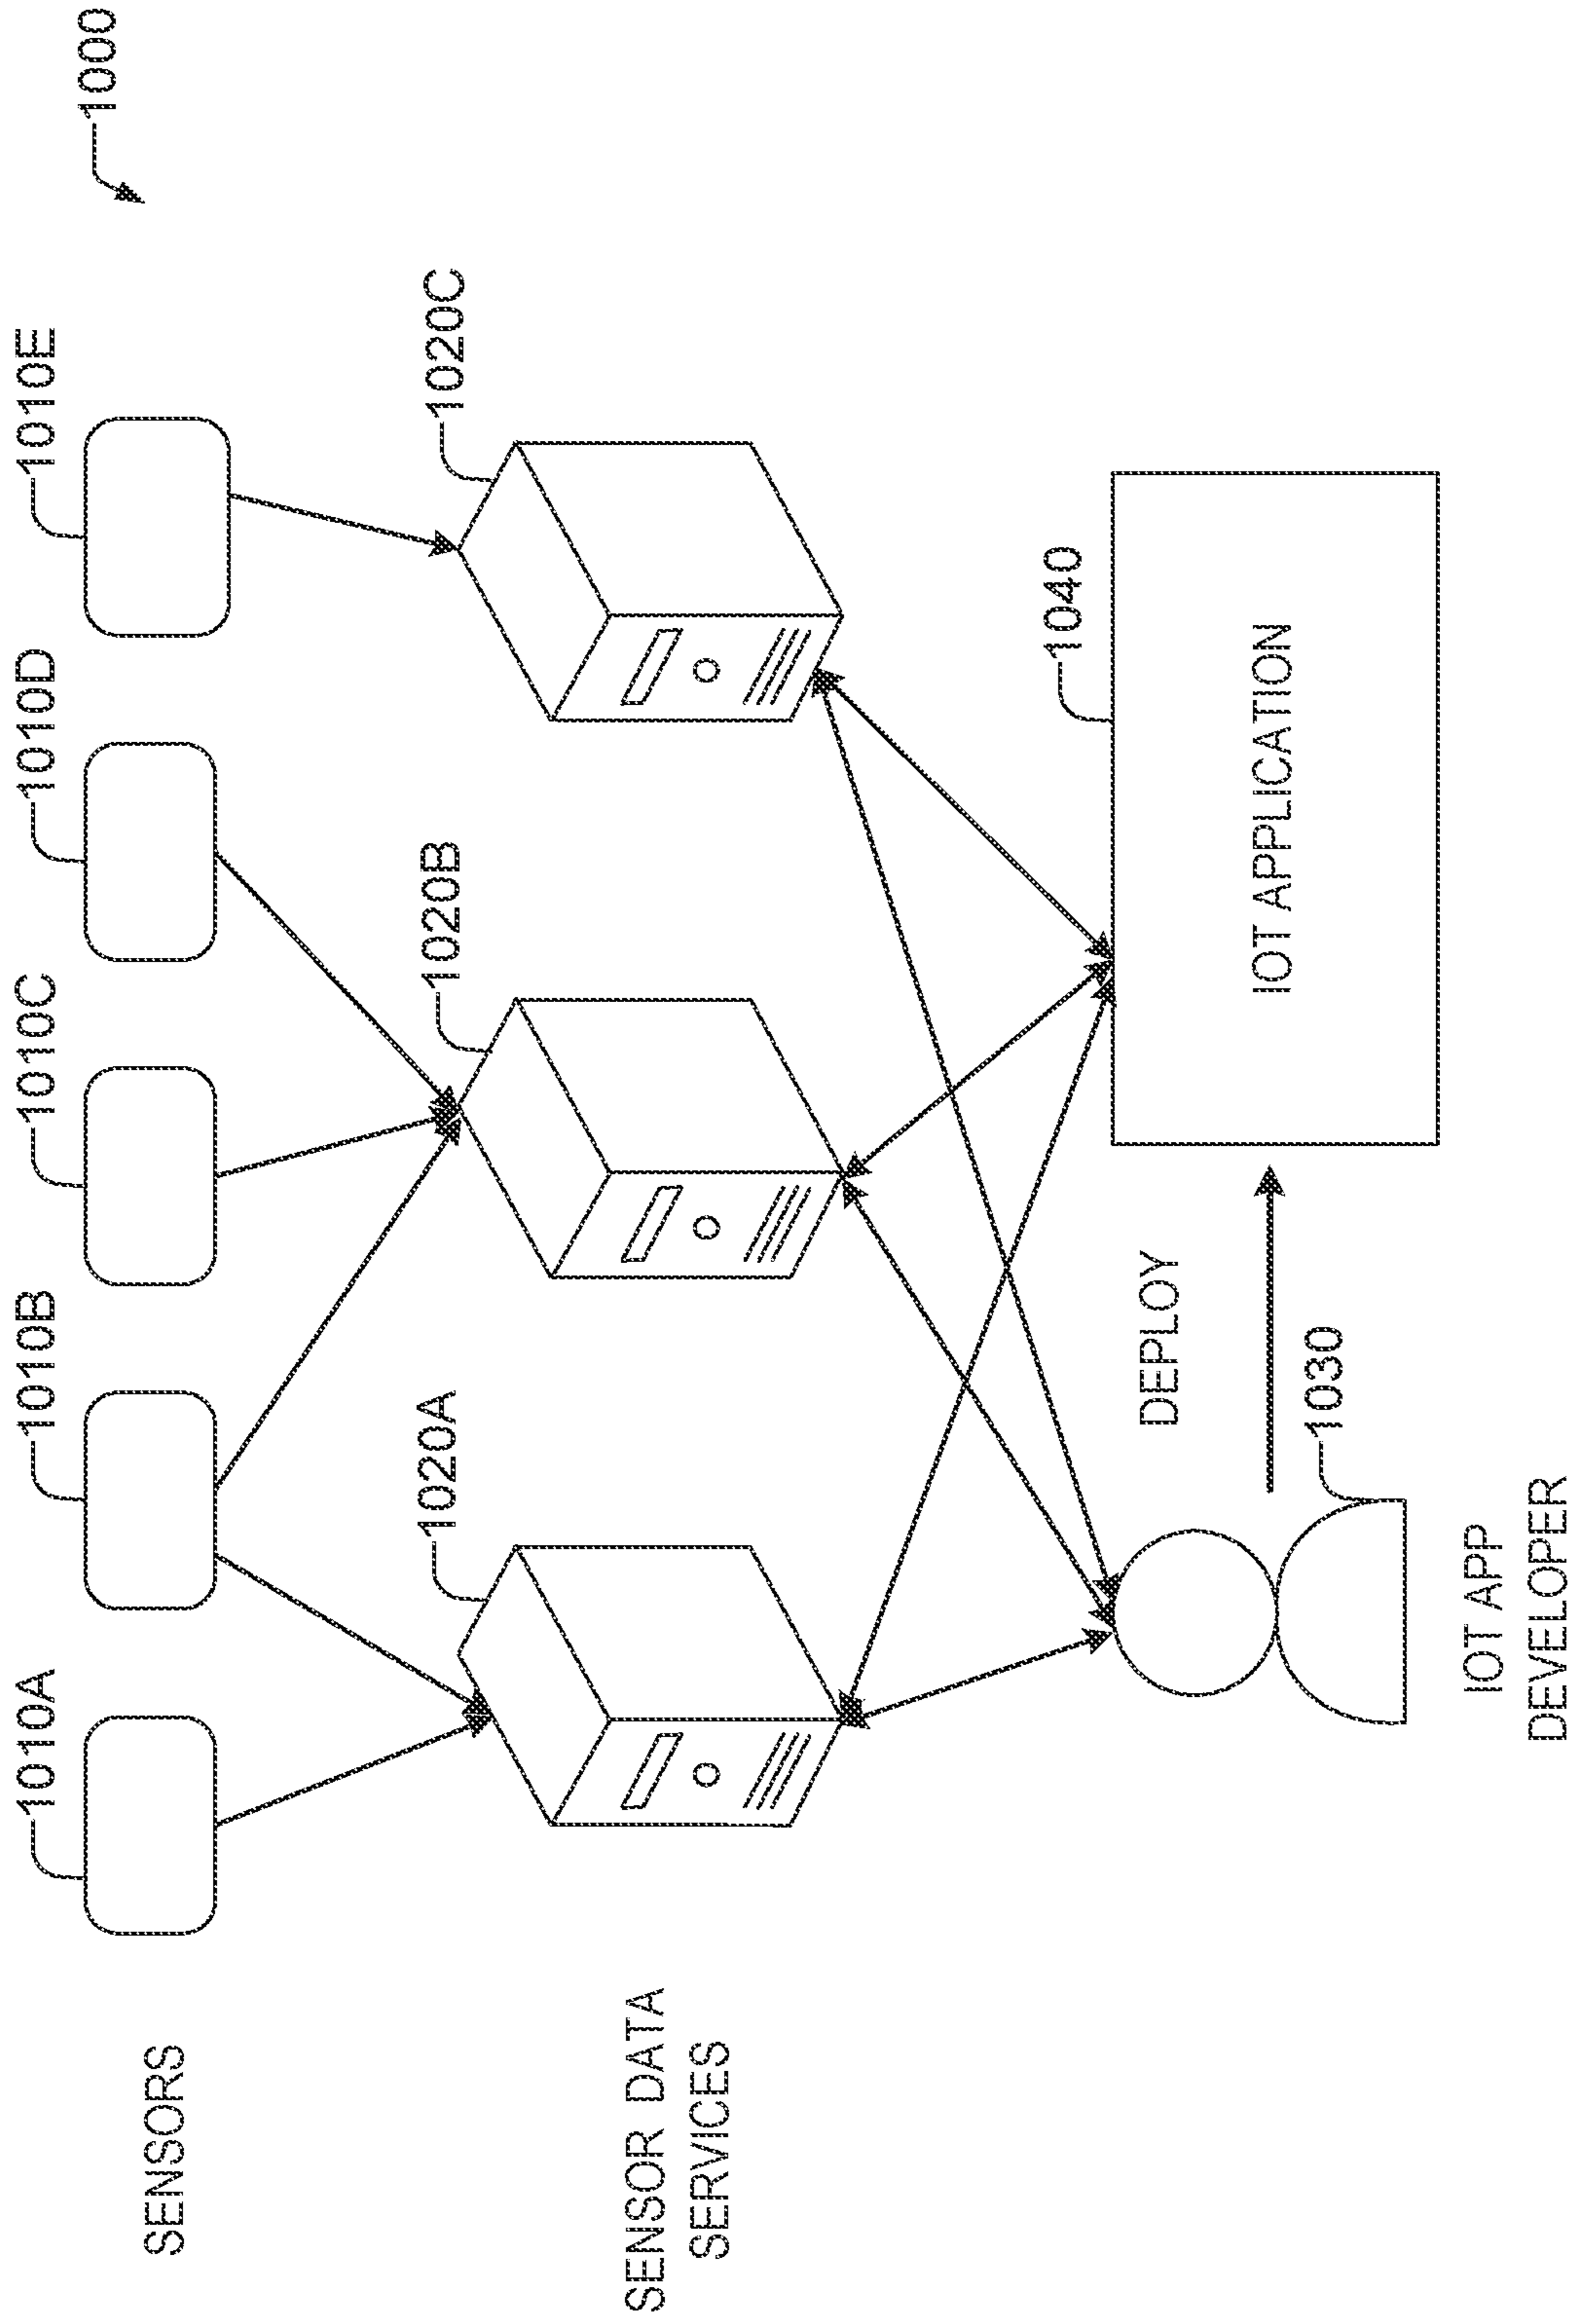 1000
1010A
1010B
1010C
1010D
1010E
SENSORS
1020A
1020B
1020C
SENSOR DATA
SERVICES
1040
DEPLOY
IOT APPLICATION
1030
IOT APP
DEVELOPER